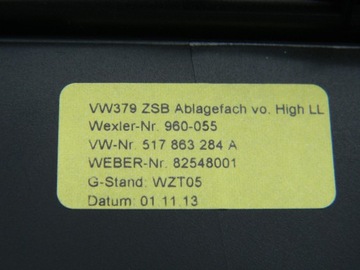 VW379 ZSB Ablagefach vo. High LL
Wexler-Nr. 960-055
VW-Nr. 517 863 284 A
WEBER-Nr. 82548001
G-Stand: WZT05
Datum: 01.11.13